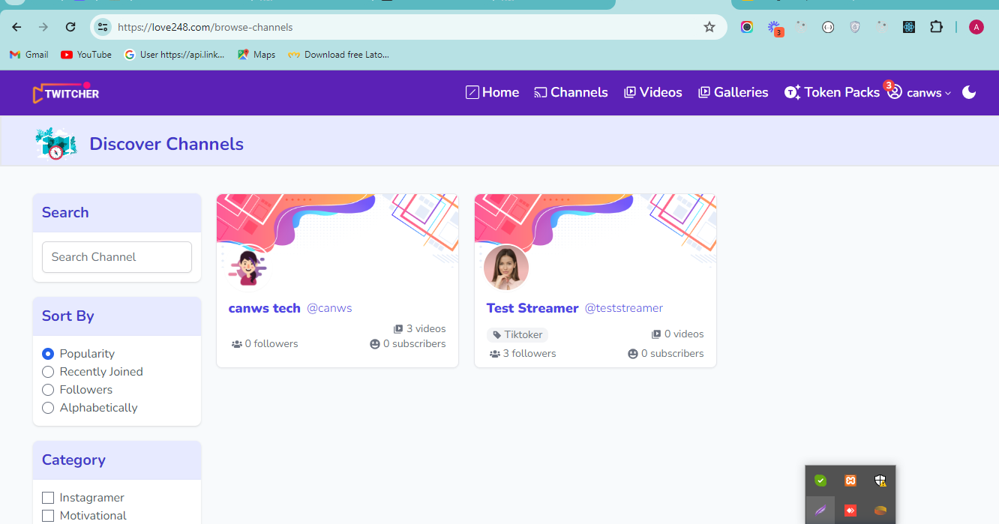 https://love248.com/browse-channels
3
A
Gmail
YouTube
User https://api.link...
Maps
Download free Lato...
TWITCHER
Home
Channels
Videos
Galleries
T
Token Packs
3
canws
Discover Channels
Search
Search Channel
Sort By
Popularity
Recently Joined
Followers
Alphabetically
Category
Instagramer
Motivational
canws tech @canws
3 videos
0 followers
0 subscribers
Test Streamer @teststreamer
Tiktoker
0 videos
3 followers
0 subscribers